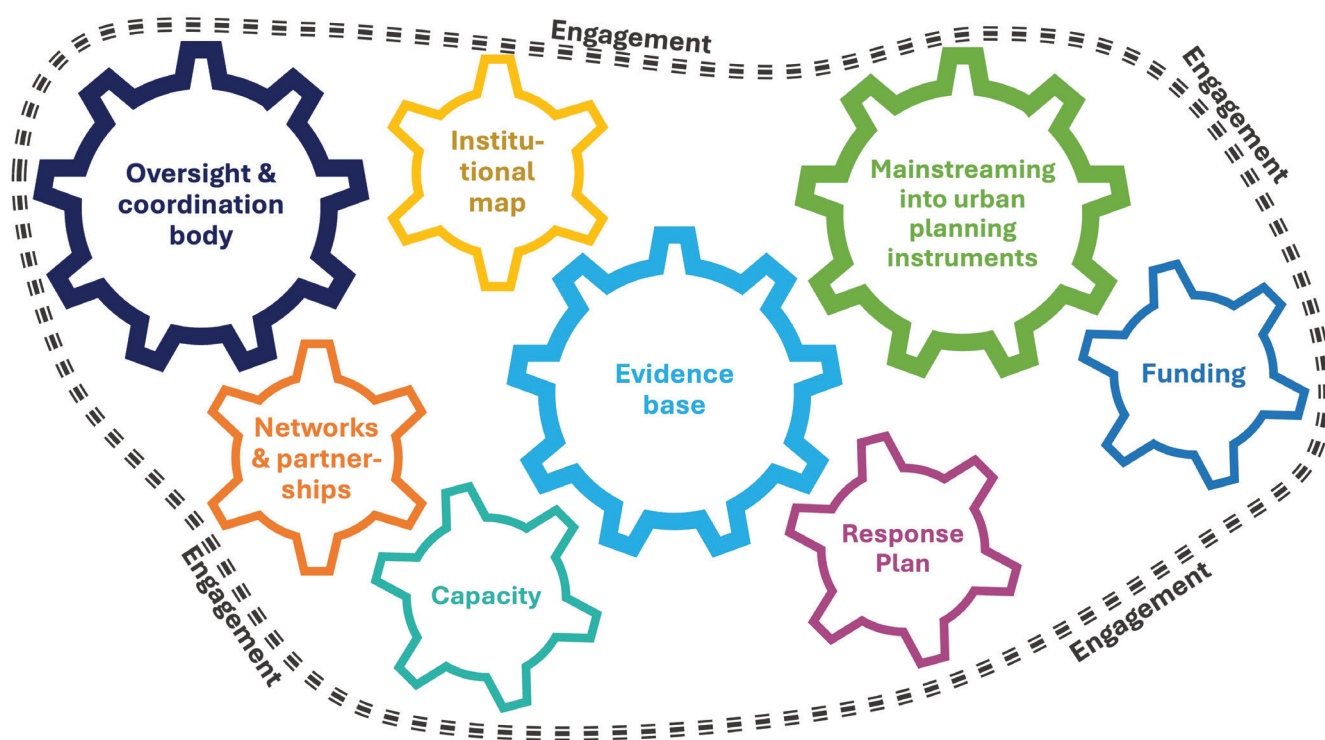 Engagement
Engagement
Oversight &
coordination
body
Institu-
tional
map
Mainstreaming
into urban
planning
instruments
Evidence
base
Funding
Networks
& partner-
ships
Response
Plan
Capacity
Engagement
Engagement